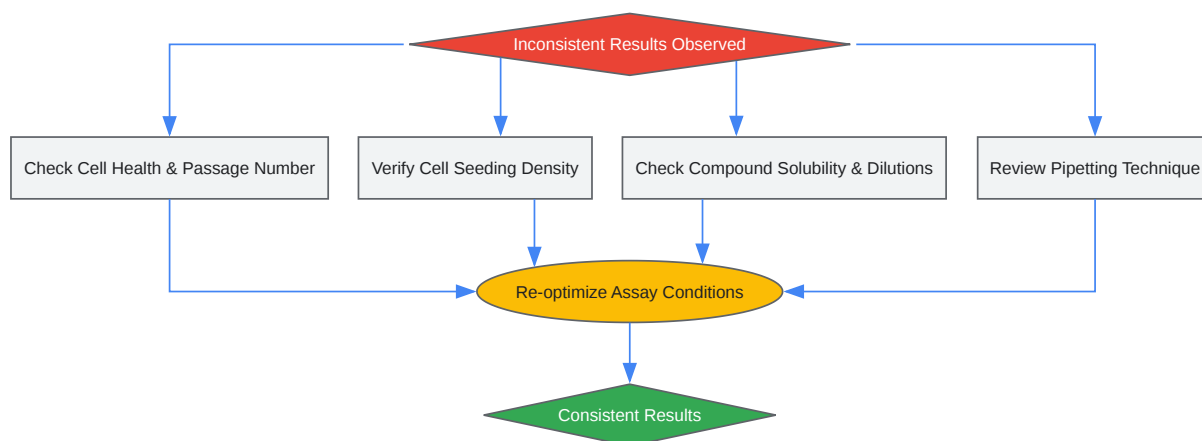 Inconsistent Results Observed
Check Cell Health & Passage Number
Verify Cell Seeding Density
Check Compound Solubility & Dilutions
Review Pipetting Technique
Re-optimize Assay Conditions
Consistent Results